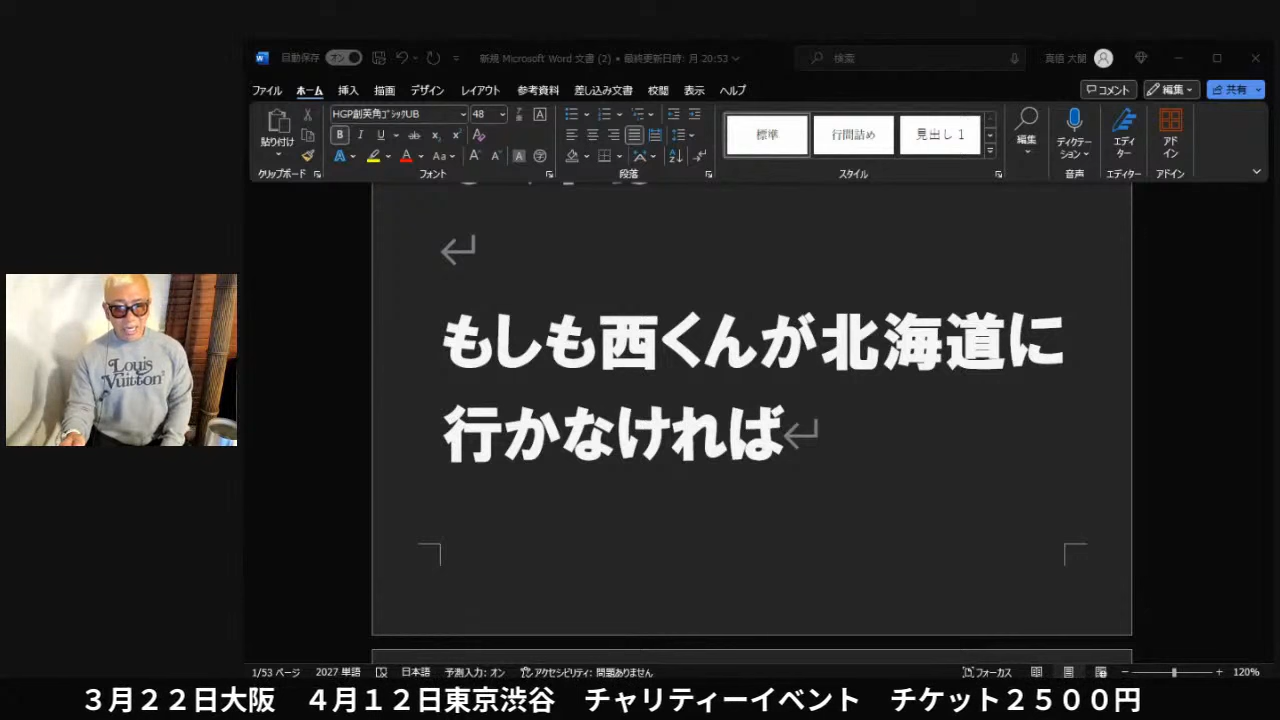 自動保存 オン 新規 Microsoft Word 文書 (2) • 最終更新日時: 月 20:53 検索
ファイル ホーム 挿入 描画 デザイン レイアウト 参考資料 差し込み文書 校閲 表示 ヘルプ コメント 編集 共有
HGP創英角ｺﾞｼｯｸUB 48
貼り付け 標準 行間詰め 見出し 1 編集 ディクテーション エディター アドイン
クリップボード フォント 段落 スタイル 音声 エディター アドイン
もしも西くんが北海道に
行かなければ
Louis
Vuitton
1/53 ページ 2027 単語 日本語 予測入力: オン アクセシビリティ: 問題ありません フォーカス 120%
３月２２日大阪　４月１２日東京渋谷　チャリティーイベント　チケット２５００円